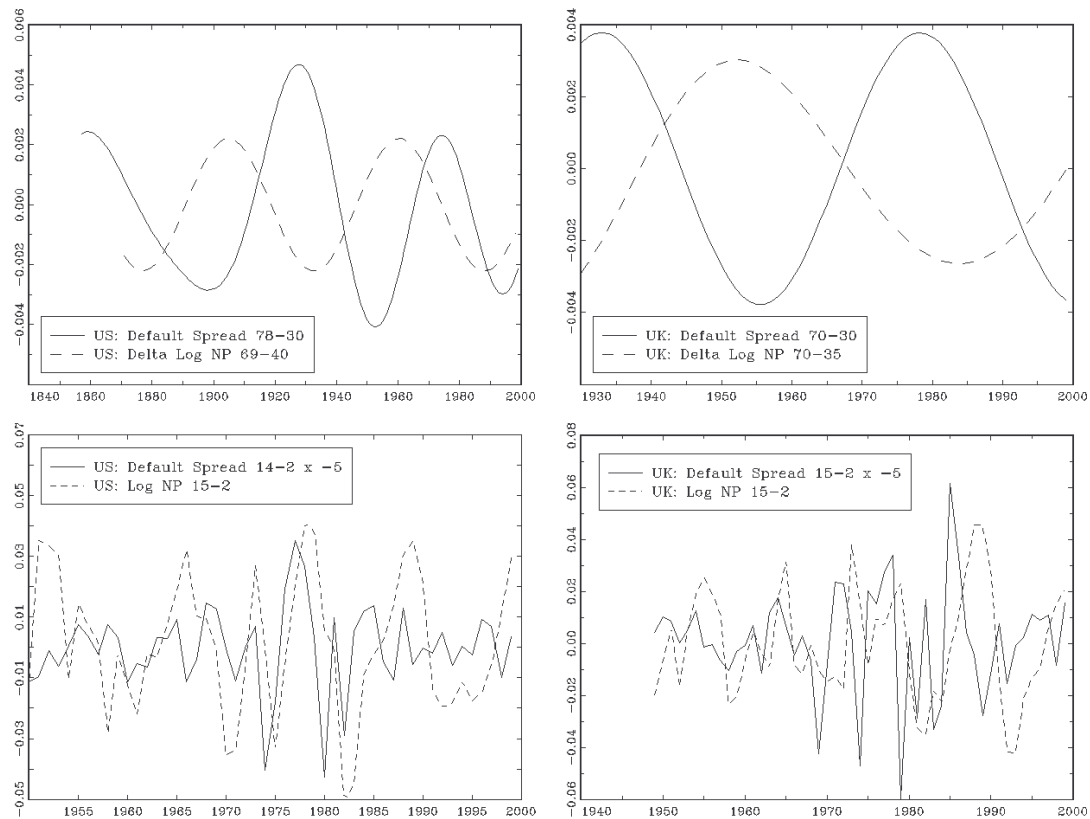 0.006
0.004
0.002
0.000
-0.002
-0.004
US: Default Spread 78-30
US: Delta Log NP 69-40
1840 1860 1880 1900 1920 1940 1960 1980 2000
0.004
0.002
0.000
-0.002
-0.004
UK: Default Spread 70-30
UK: Delta Log NP 70-35
1930 1940 1950 1960 1970 1980 1990 2000
0.07
0.05
0.03
0.01
-0.01
-0.03
-0.05
US: Default Spread 14-2 x -5
US: Log NP 15-2
1955 1960 1965 1970 1975 1980 1985 1990 1995 2000
0.08
0.06
0.04
0.02
0.00
-0.02
-0.04
-0.06
UK: Default Spread 15-2 x -5
UK: Log NP 15-2
1940 1950 1960 1970 1980 1990 2000